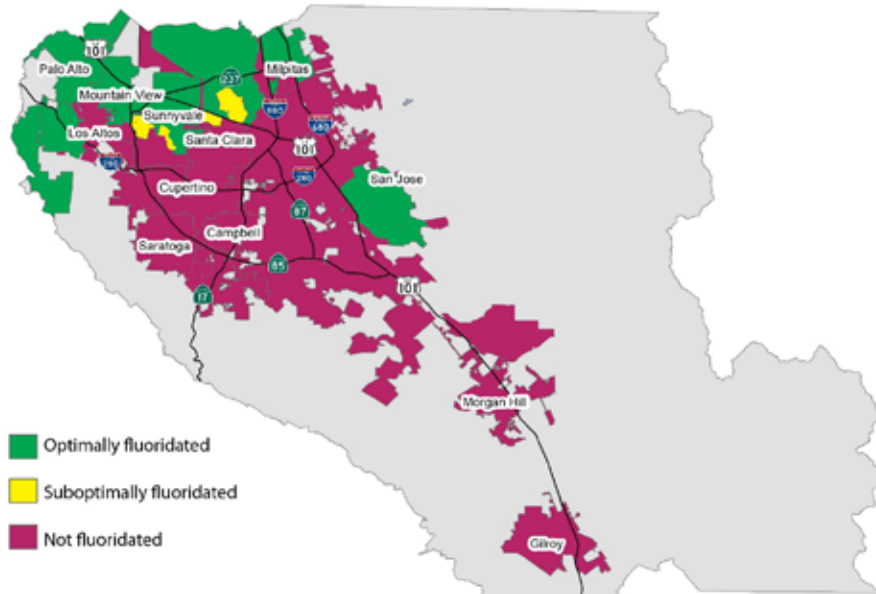 101
Palo Alto
237
Milpitas
Mountain View
Sunnyvale
880
680
Los Altos
Santa Clara
101
280
280
San Jose
Cupertino
87
Campbell
Saratoga
85
17
101
Morgan Hill
Optimally fluoridated
Suboptimally fluoridated
Not fluoridated
Gilroy